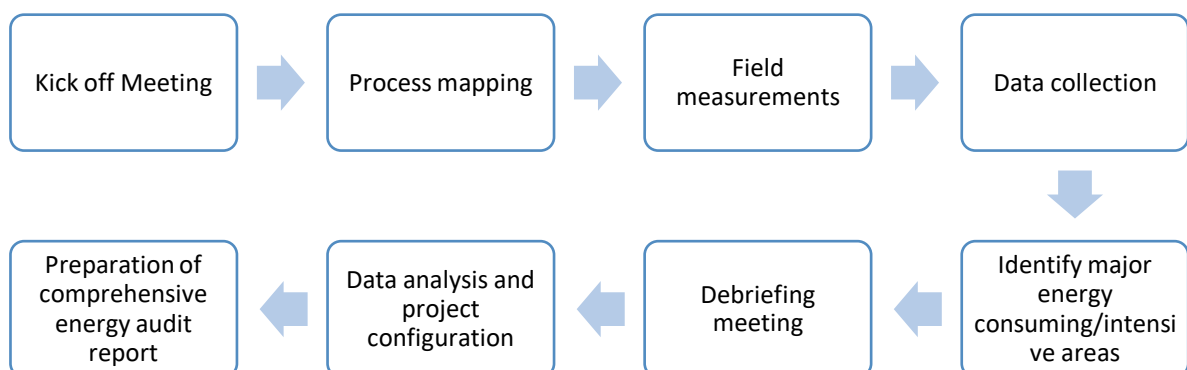 Kick off Meeting
Process mapping
Field
measurements
Data collection
Identify major
energy
consuming/intensi
ve areas
Debriefing
meeting
Data analysis and
project
configuration
Preparation of
comprehensive
energy audit
report